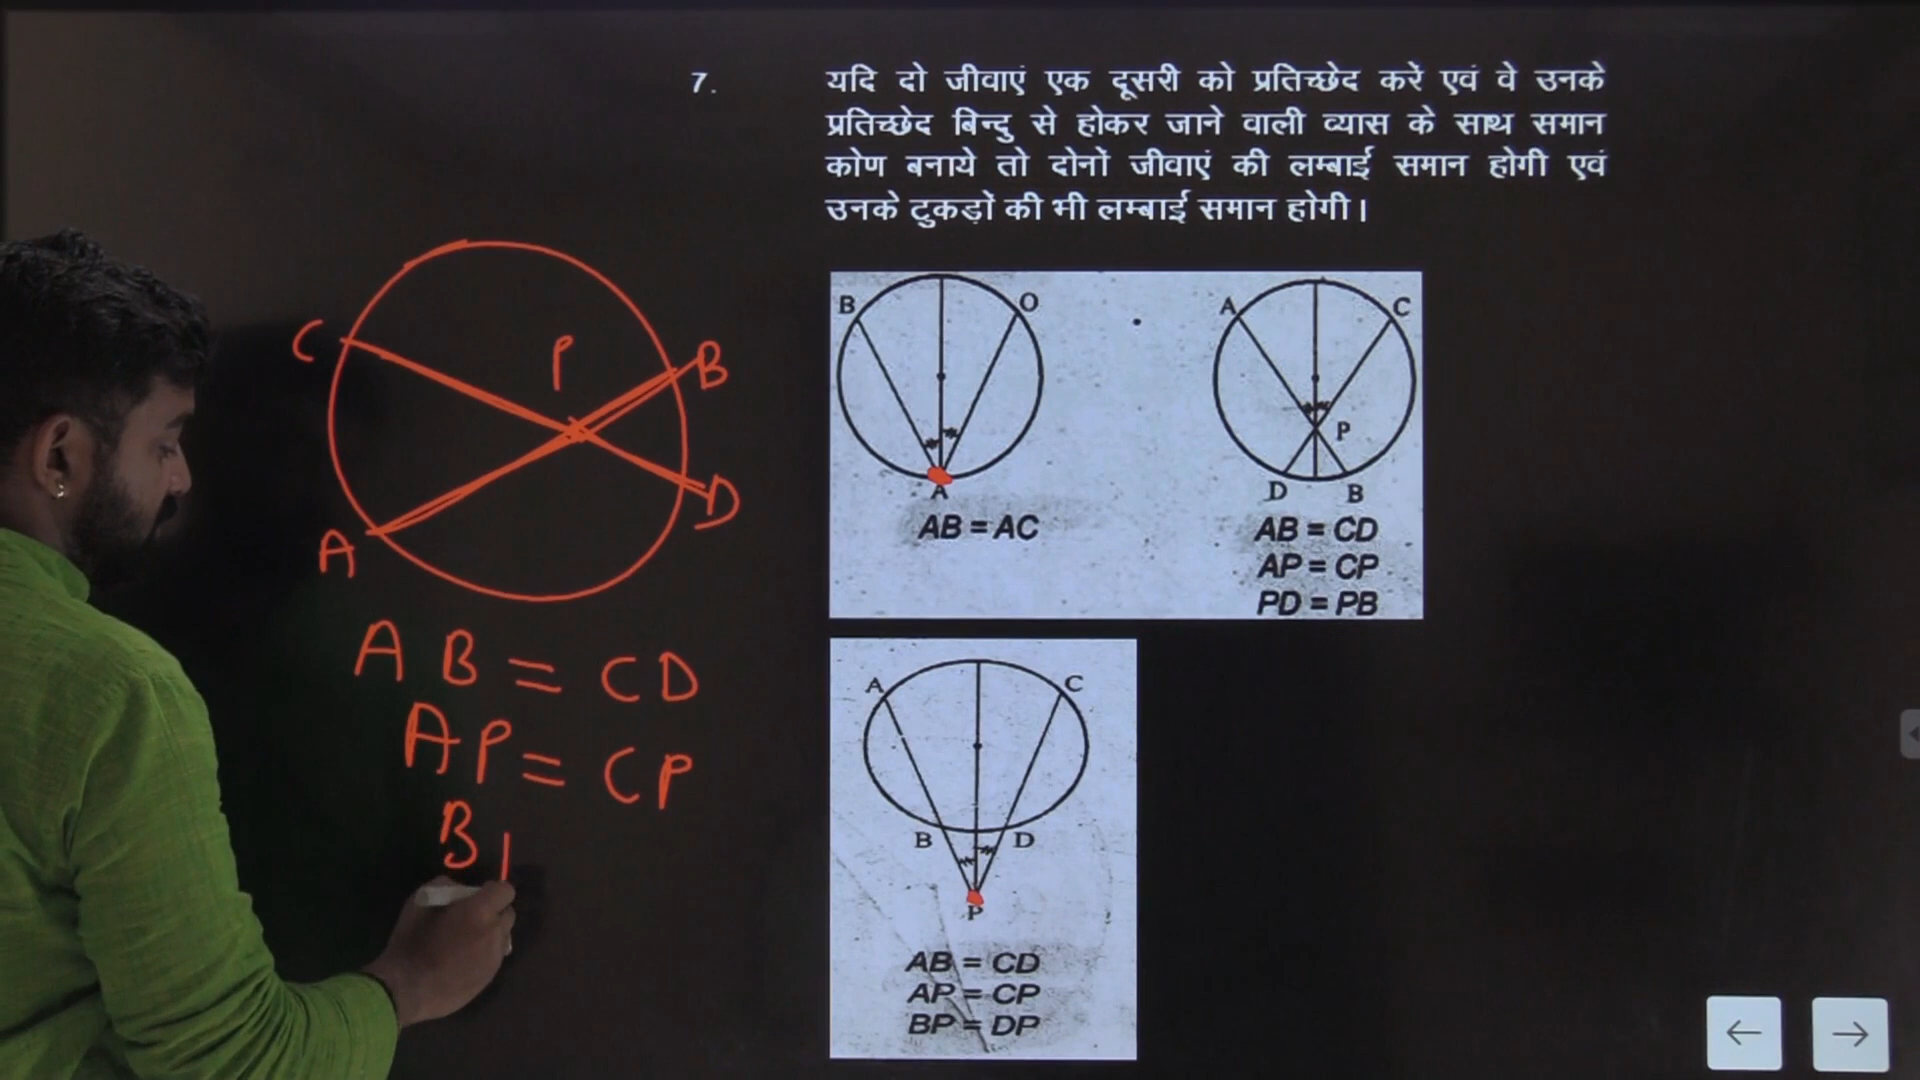 7. यदि दो जीवाएं एक दूसरी को प्रतिच्छेद करें एवं वे उनके
प्रतिच्छेद बिन्दु से होकर जाने वाली व्यास के साथ समान
कोण बनाये तो दोनों जीवाएं की लम्बाई समान होगी एवं
उनके टुकड़ों की भी लम्बाई समान होगी।
C
P
B
D
A
AB = CD
AP = CP
B
B
O
A
AB = AC
A
C
P
D
B
AB = CD
AP = CP
PD = PB
A
C
B
D
P
AB = CD
AP = CP
BP = DP